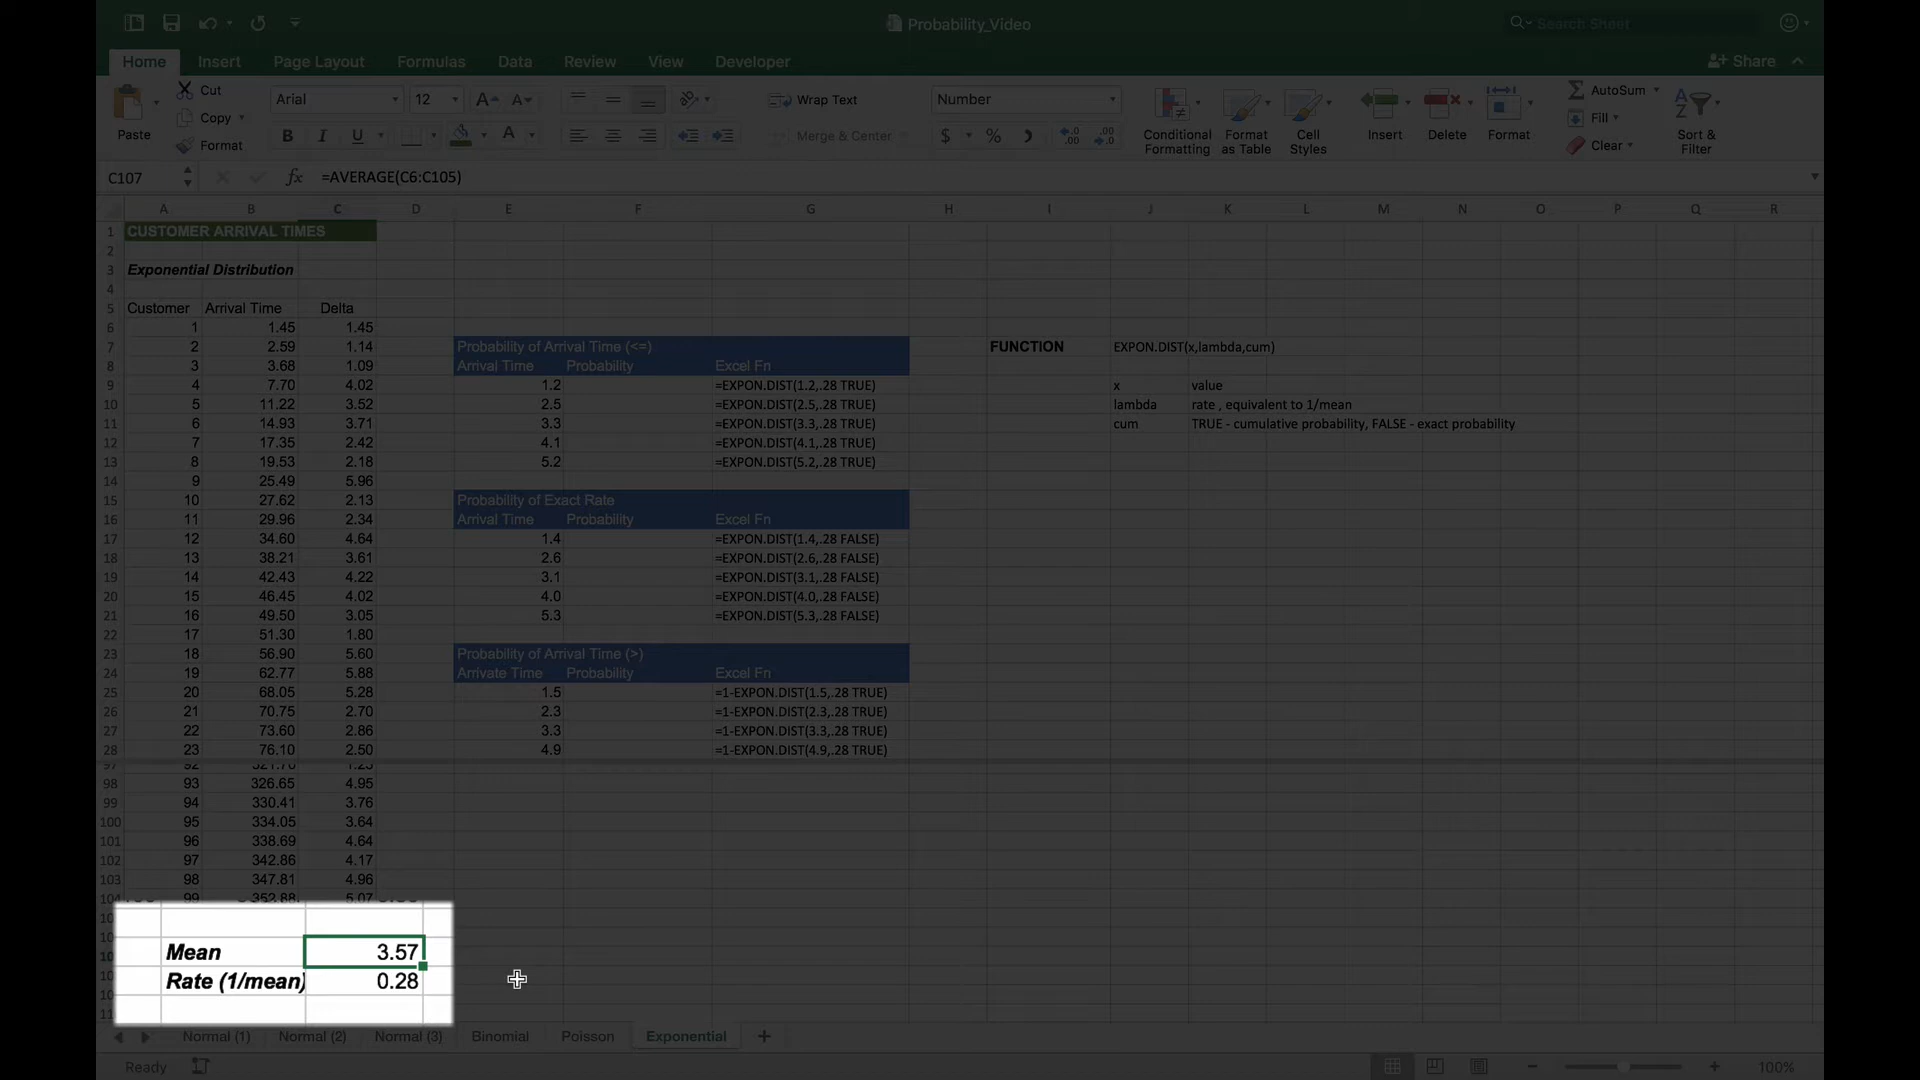 Probability_Video
Search Sheet
Home Insert Page Layout Formulas Data Review View Developer Share
Paste
Cut
Copy
Format
Arial 12
B I U A
Wrap Text
Merge & Center
Number
$ % .0 .00 .00 .0
Conditional Formatting
Format as Table
Cell Styles
Insert
Delete
Format
AutoSum
Fill
Clear
Sort & Filter
C107 fx =AVERAGE(C6:C105)
A B C D E F G H I J K L M N O P Q R
1 CUSTOMER ARRIVAL TIMES
2
3 Exponential Distribution
4
5 Customer Arrival Time Delta
6 1 1.45 1.45
7 2 2.59 1.14 Probability of Arrival Time (<=) FUNCTION EXPON.DIST(x,lambda,cum)
8 3 3.68 1.09 Arrival Time Probability Excel Fn
9 4 7.70 4.02 1.2 =EXPON.DIST(1.2,.28 TRUE) x value
10 5 11.22 3.52 2.5 =EXPON.DIST(2.5,.28 TRUE) lambda rate , equivalent to 1/mean
11 6 14.93 3.71 3.3 =EXPON.DIST(3.3,.28 TRUE) cum TRUE - cumulative probability, FALSE - exact probability
12 7 17.35 2.42 4.1 =EXPON.DIST(4.1,.28 TRUE)
13 8 19.53 2.18 5.2 =EXPON.DIST(5.2,.28 TRUE)
14 9 25.49 5.96
15 10 27.62 2.13 Probability of Exact Rate
16 11 29.96 2.34 Arrival Time Probability Excel Fn
17 12 34.60 4.64 1.4 =EXPON.DIST(1.4,.28 FALSE)
18 13 38.21 3.61 2.6 =EXPON.DIST(2.6,.28 FALSE)
19 14 42.43 4.22 3.1 =EXPON.DIST(3.1,.28 FALSE)
20 15 46.45 4.02 4.0 =EXPON.DIST(4.0,.28 FALSE)
21 16 49.50 3.05 5.3 =EXPON.DIST(5.3,.28 FALSE)
22 17 51.30 1.80
23 18 56.90 5.60 Probability of Arrival Time (>)
24 19 62.77 5.88 Arrivate Time Probability Excel Fn
25 20 68.05 5.28 1.5 =1-EXPON.DIST(1.5,.28 TRUE)
26 21 70.75 2.70 2.3 =1-EXPON.DIST(2.3,.28 TRUE)
27 22 73.60 2.86 3.3 =1-EXPON.DIST(3.3,.28 TRUE)
28 23 76.10 2.50 4.9 =1-EXPON.DIST(4.9,.28 TRUE)
98 93 326.65 4.95
99 94 330.41 3.76
100 95 334.05 3.64
101 96 338.69 4.64
102 97 342.86 4.17
103 98 347.81 4.96
99 352.88 5.07
Mean 3.57
Rate (1/mean) 0.28
Normal (1) Normal (2) Normal (3) Binomial Poisson Exponential +
Ready 100%